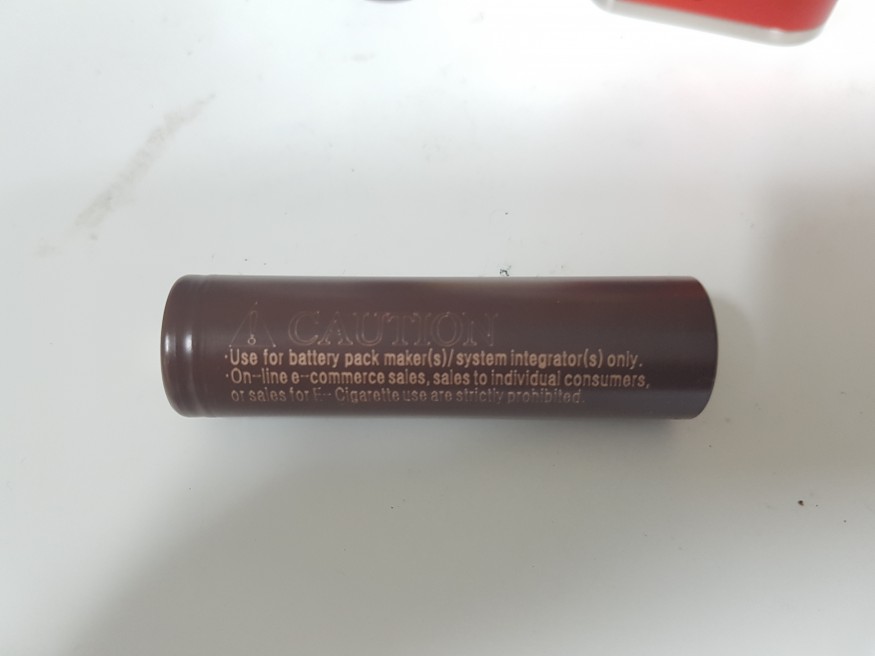 CAUTION
·Use for battery pack maker(s)/system integrator(s) only.
·On-line e-commerce sales, sales to individual consumers,
or sales for E-Cigarette use are strictly prohibited.